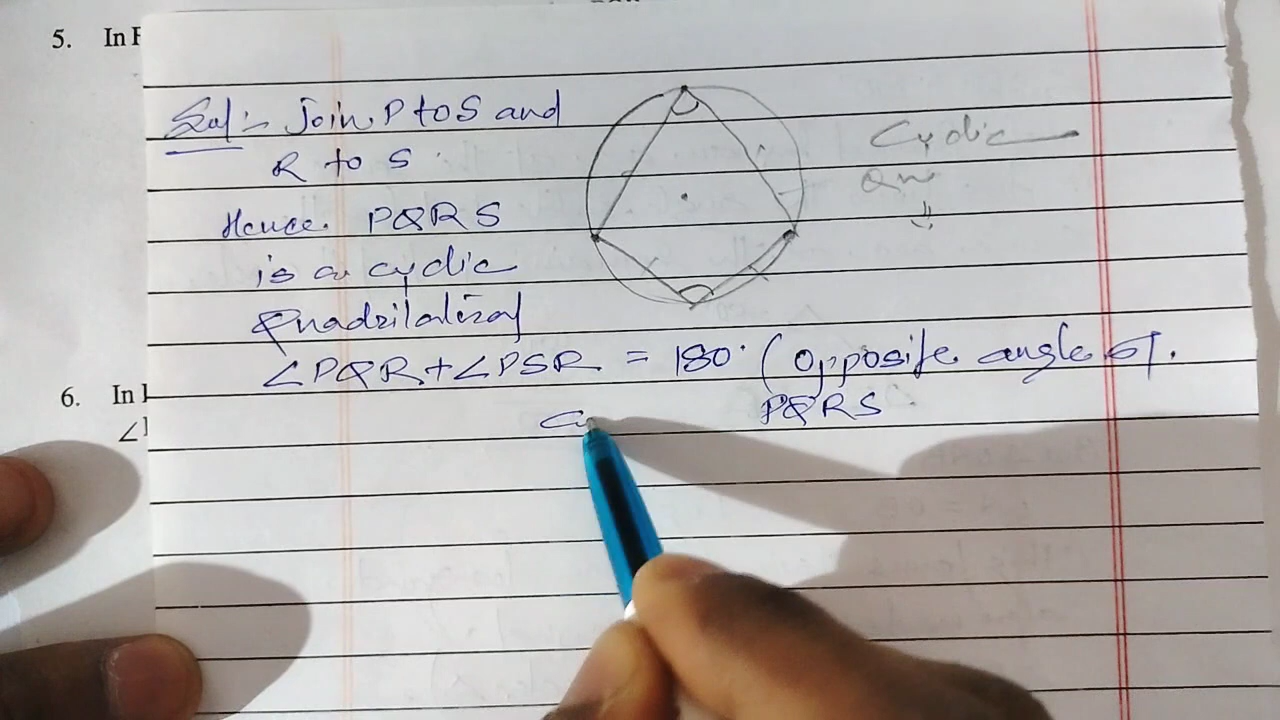 5. In F
Sol :- Join P to S and
R to S.
Hence. PQRS
is a cyclic
Quadrilateral
∠PQR + ∠PSR = 180° (Opposite angle of.
PQRS
Cyclic
6. In
∠